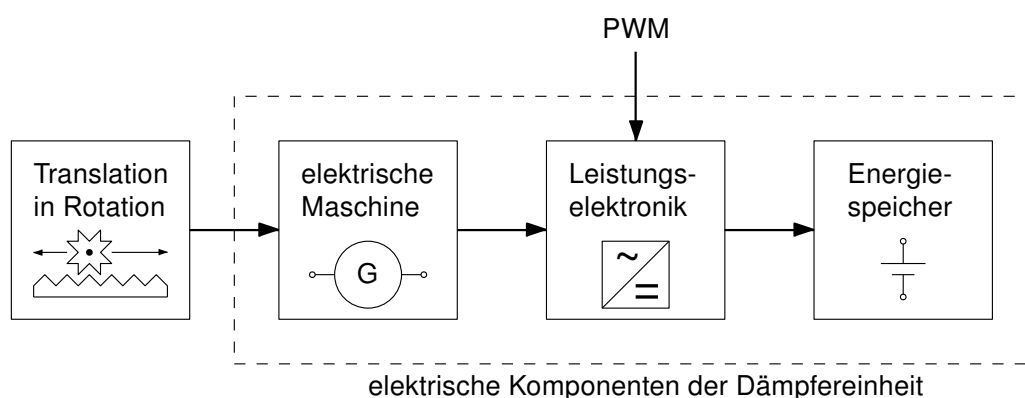 PWM
Translation
in Rotation
elektrische
Maschine
G
Leistungs-
elektronik
~
=
Energie-
speicher
elektrische Komponenten der Dämpfereinheit